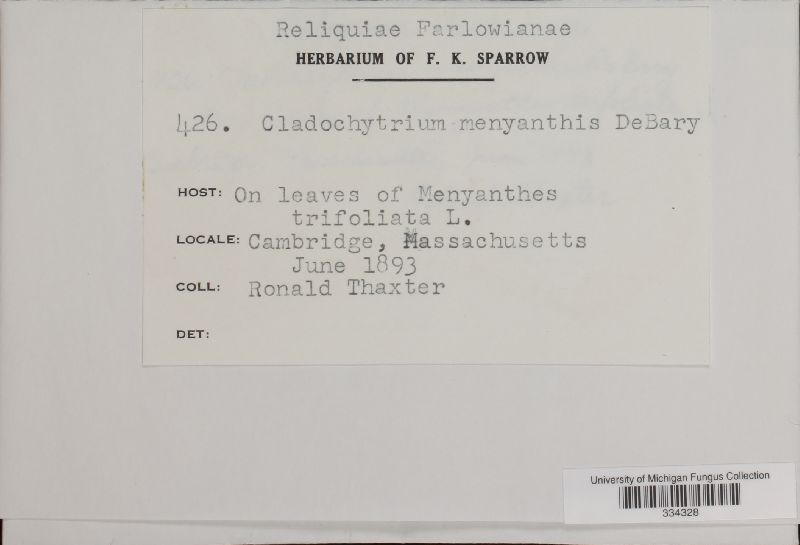 Reliquiae Farlowianae
HERBARIUM OF F. K. SPARROW
426. Cladochytrium menyanthis DeBary
HOST: On leaves of Menyanthes
trifoliata L.
LOCALE: Cambridge, Massachusetts
June 1893
COLL: Ronald Thaxter
DET:
University of Michigan Fungus Collection
334328